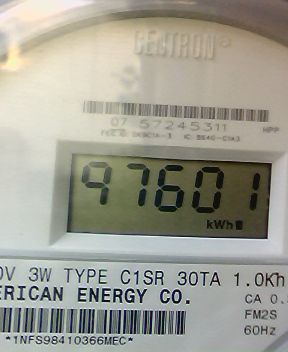 CENTRON
07 57245311
HPP
97601
kWh
0V 3W TYPE C1SR 30TA 1.0Kh
ERICAN ENERGY CO.
CA 0.
FM2S
60Hz
*1NFS98410366MEC*